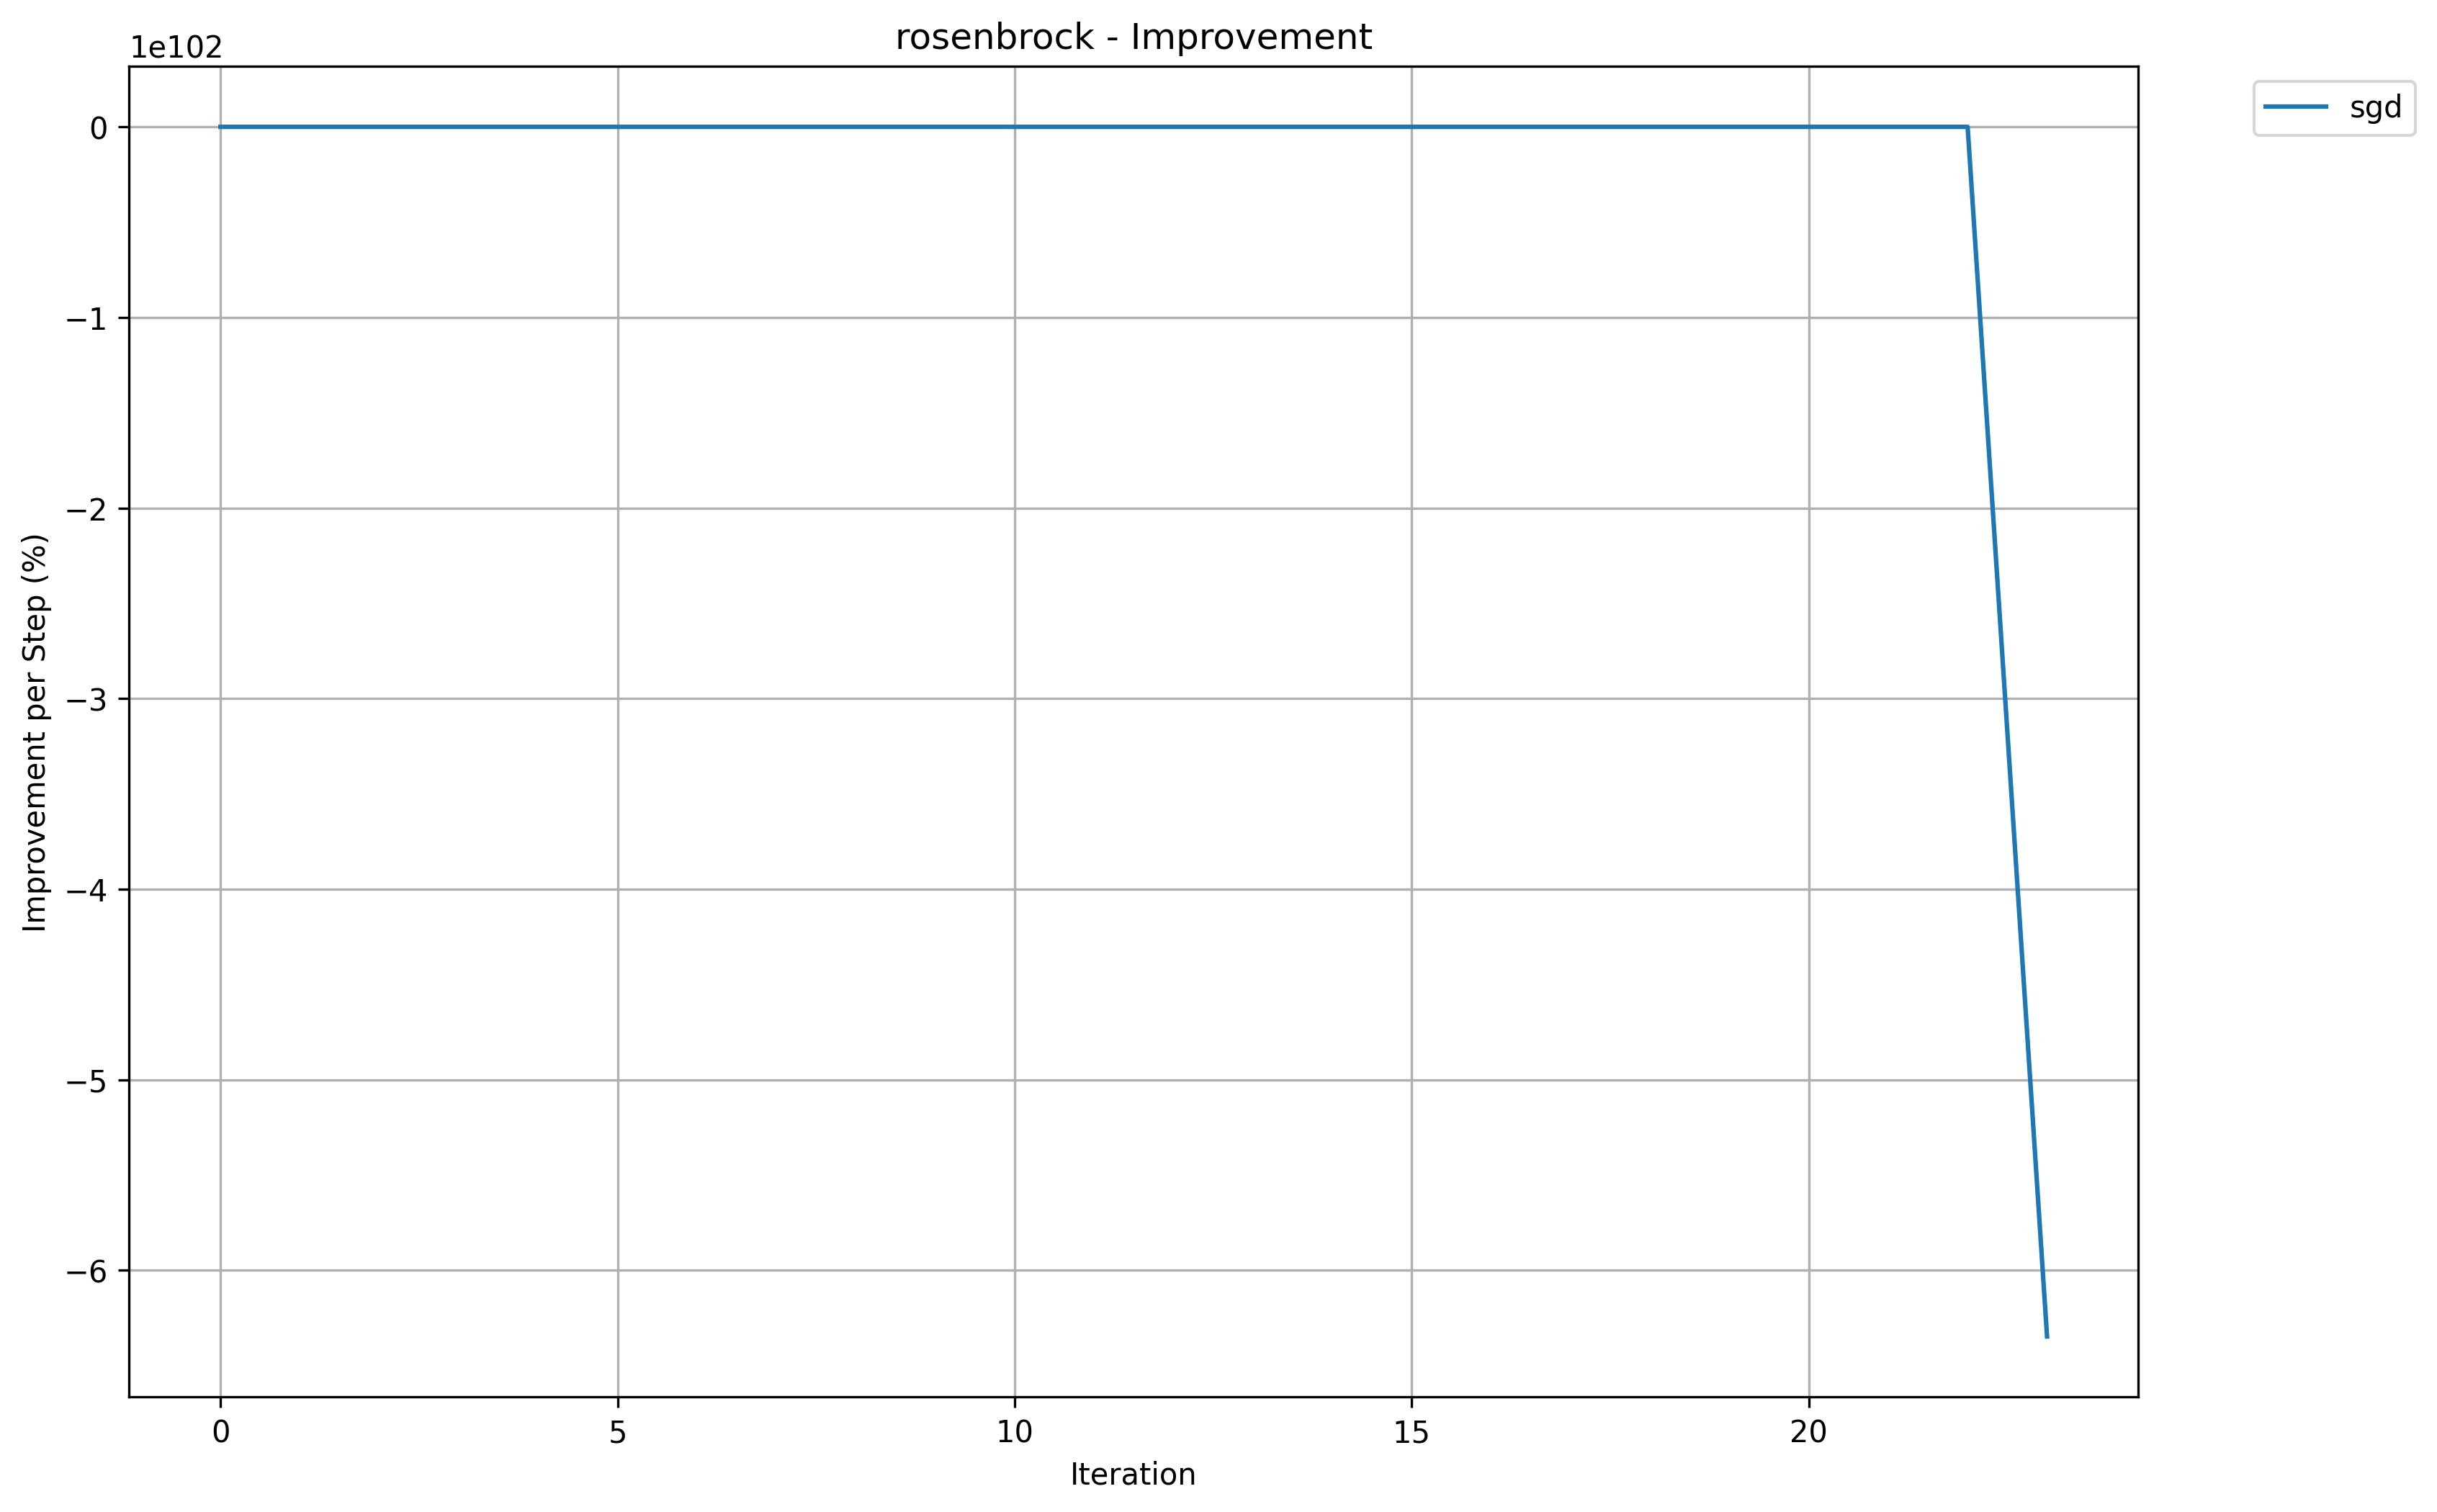 rosenbrock - Improvement
1e102
sgd
0
−1
−2
−3
−4
−5
−6
Improvement per Step (%)
0 5 10 15 20
Iteration